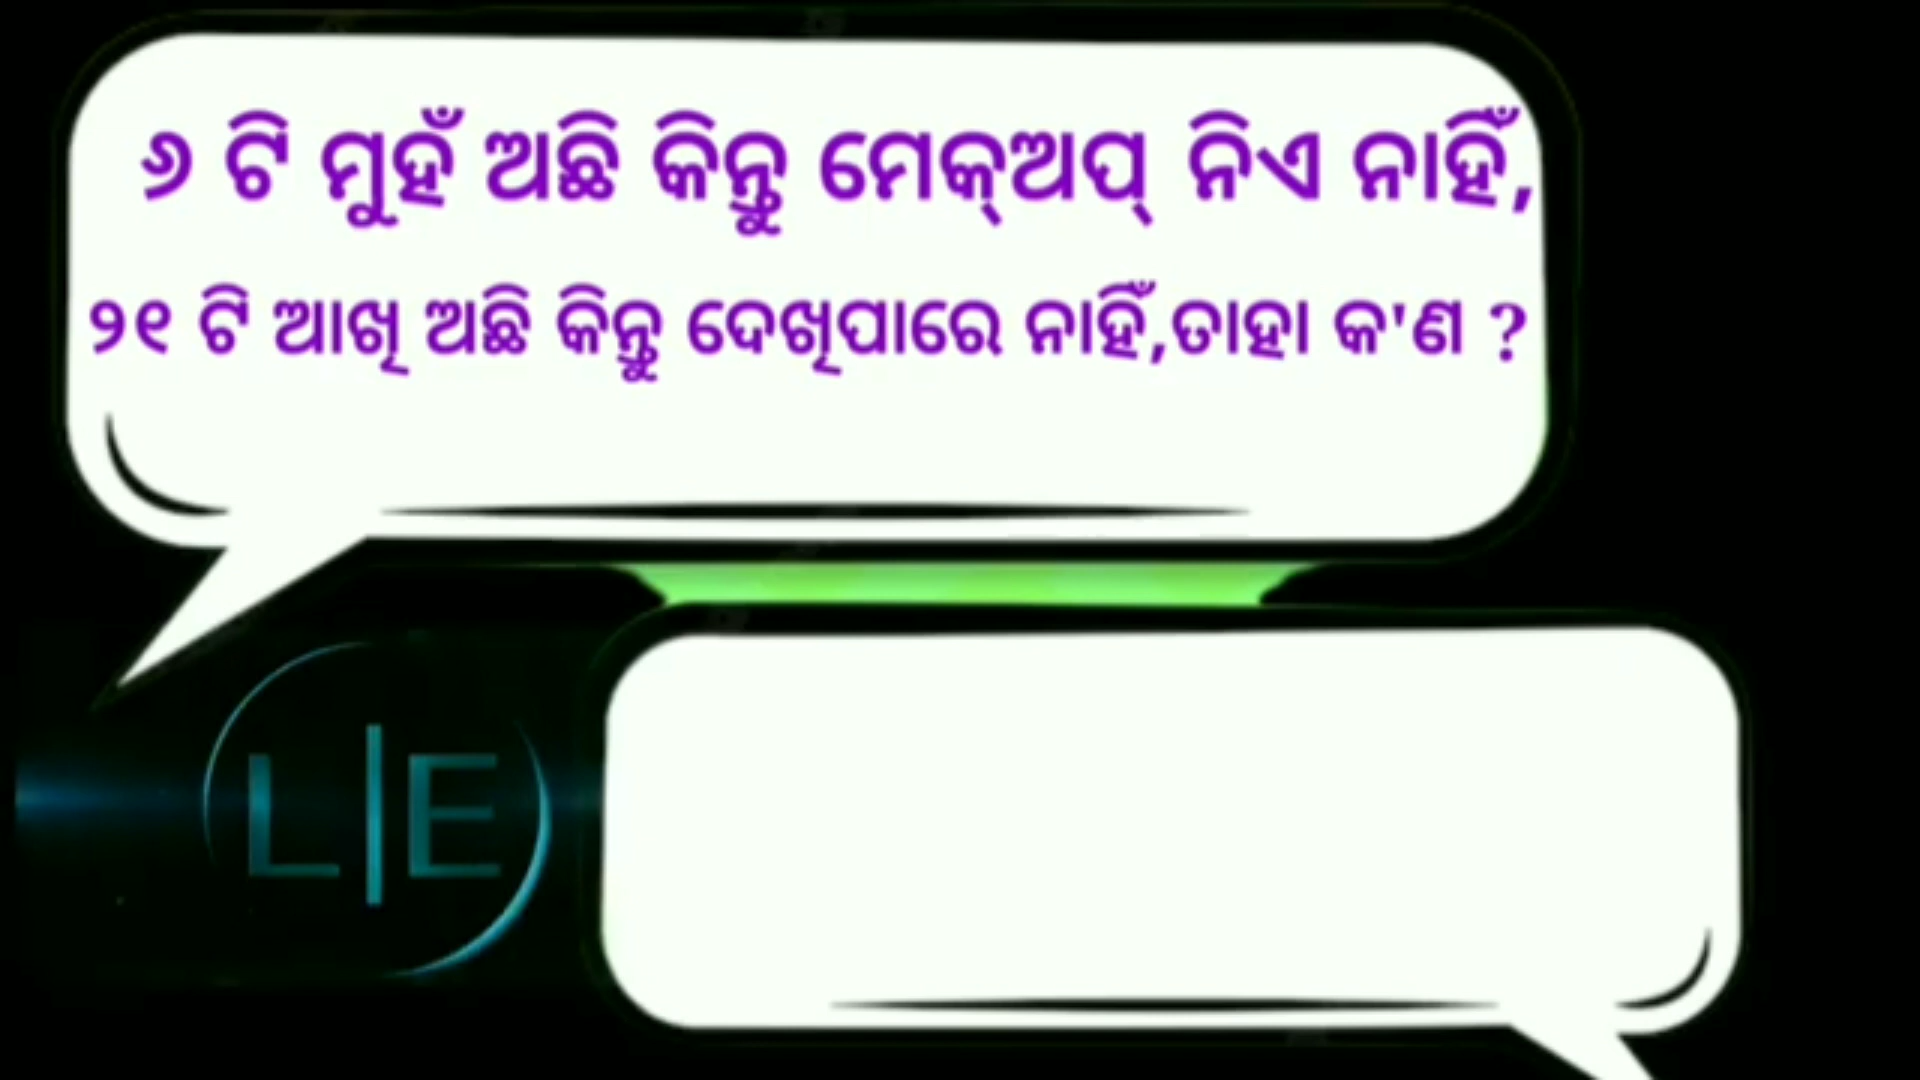 ୬ ଟି ମୁହଁ ଅଛି କିନ୍ତୁ ମେକ୍ଅପ୍ ନିଏ ନାହିଁ,
୨୧ ଟି ଆଖି ଅଛି କିନ୍ତୁ ଦେଖିପାରେ ନାହିଁ,ତାହା କ'ଣ ?
L|E